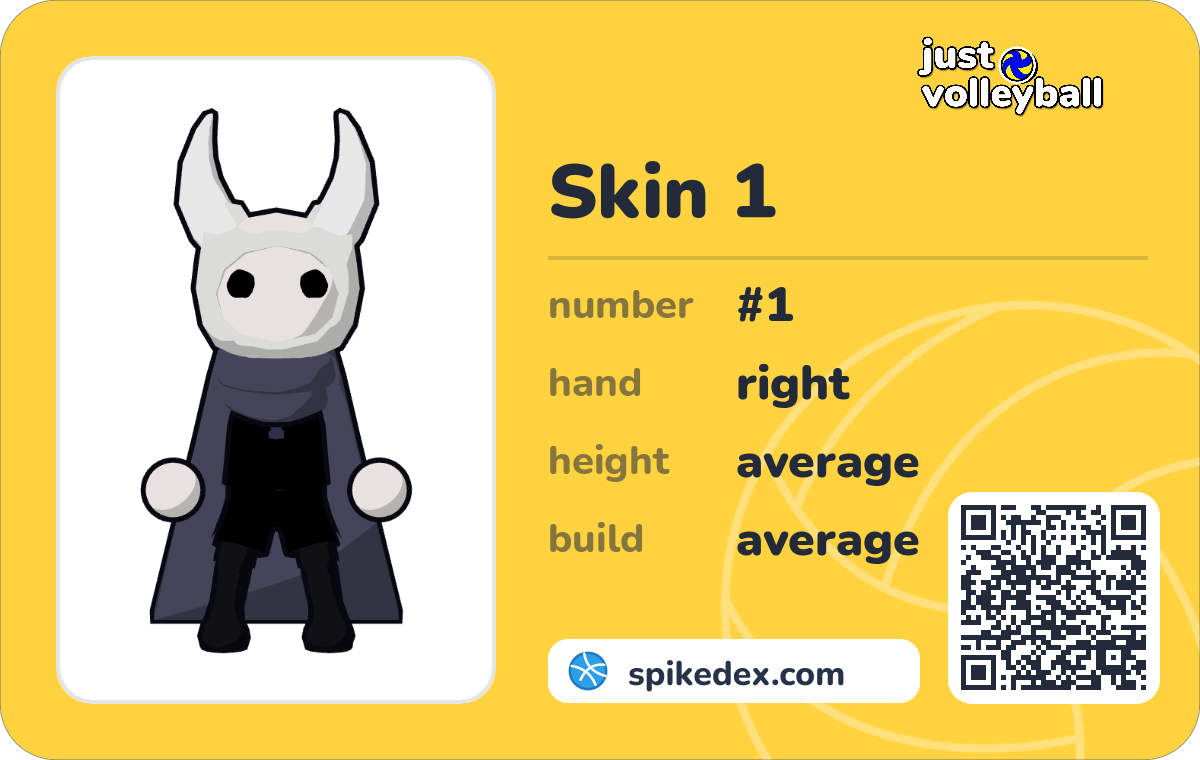 just
volleyball
Skin 1
number #1
hand right
height average
build average
spikedex.com